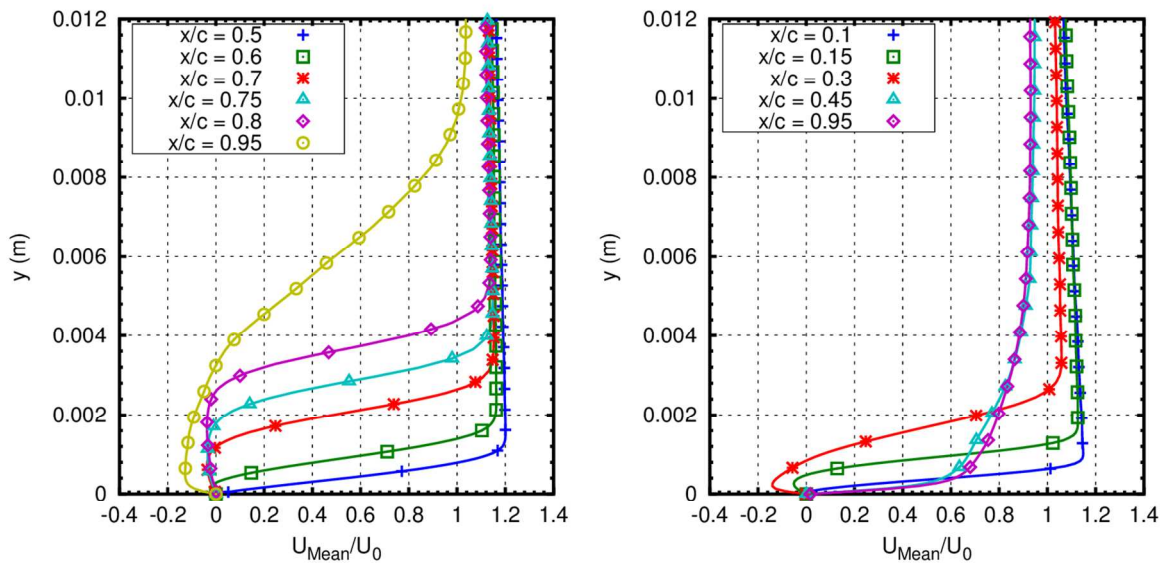 0.012
0.01
0.008
0.006
0.004
0.002
0
y (m)
x/c = 0.5
x/c = 0.6
x/c = 0.7
x/c = 0.75
x/c = 0.8
x/c = 0.95
-0.4 -0.2 0 0.2 0.4 0.6 0.8 1 1.2 1.4
U_Mean/U_0
0.012
0.01
0.008
0.006
0.004
0.002
0
y (m)
x/c = 0.1
x/c = 0.15
x/c = 0.3
x/c = 0.45
x/c = 0.95
-0.4 -0.2 0 0.2 0.4 0.6 0.8 1 1.2 1.4
U_Mean/U_0